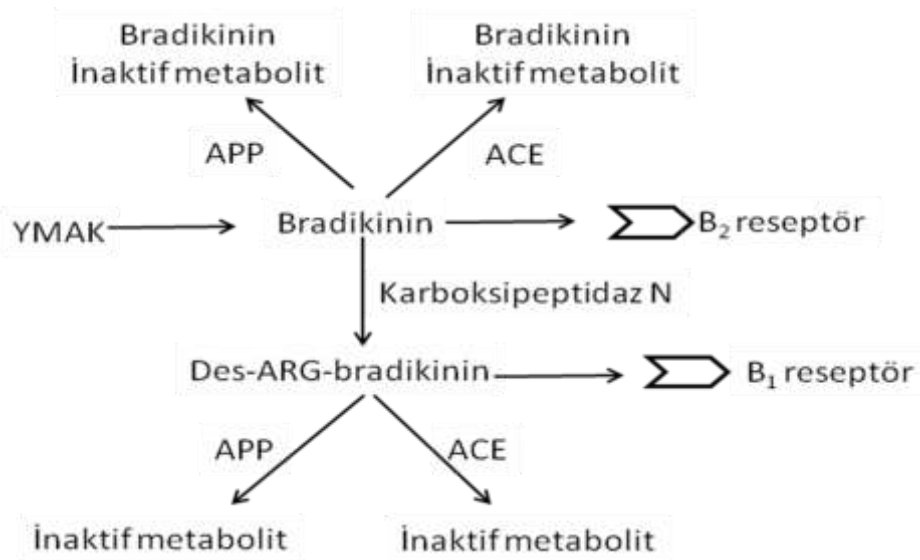 Bradikinin
İnaktif metabolit
Bradikinin
İnaktif metabolit
APP
ACE
YMAK
Bradikinin
B₂ reseptör
Karboksipeptidaz N
Des-ARG-bradikinin
B₁ reseptör
APP
ACE
İnaktif metabolit
İnaktif metabolit